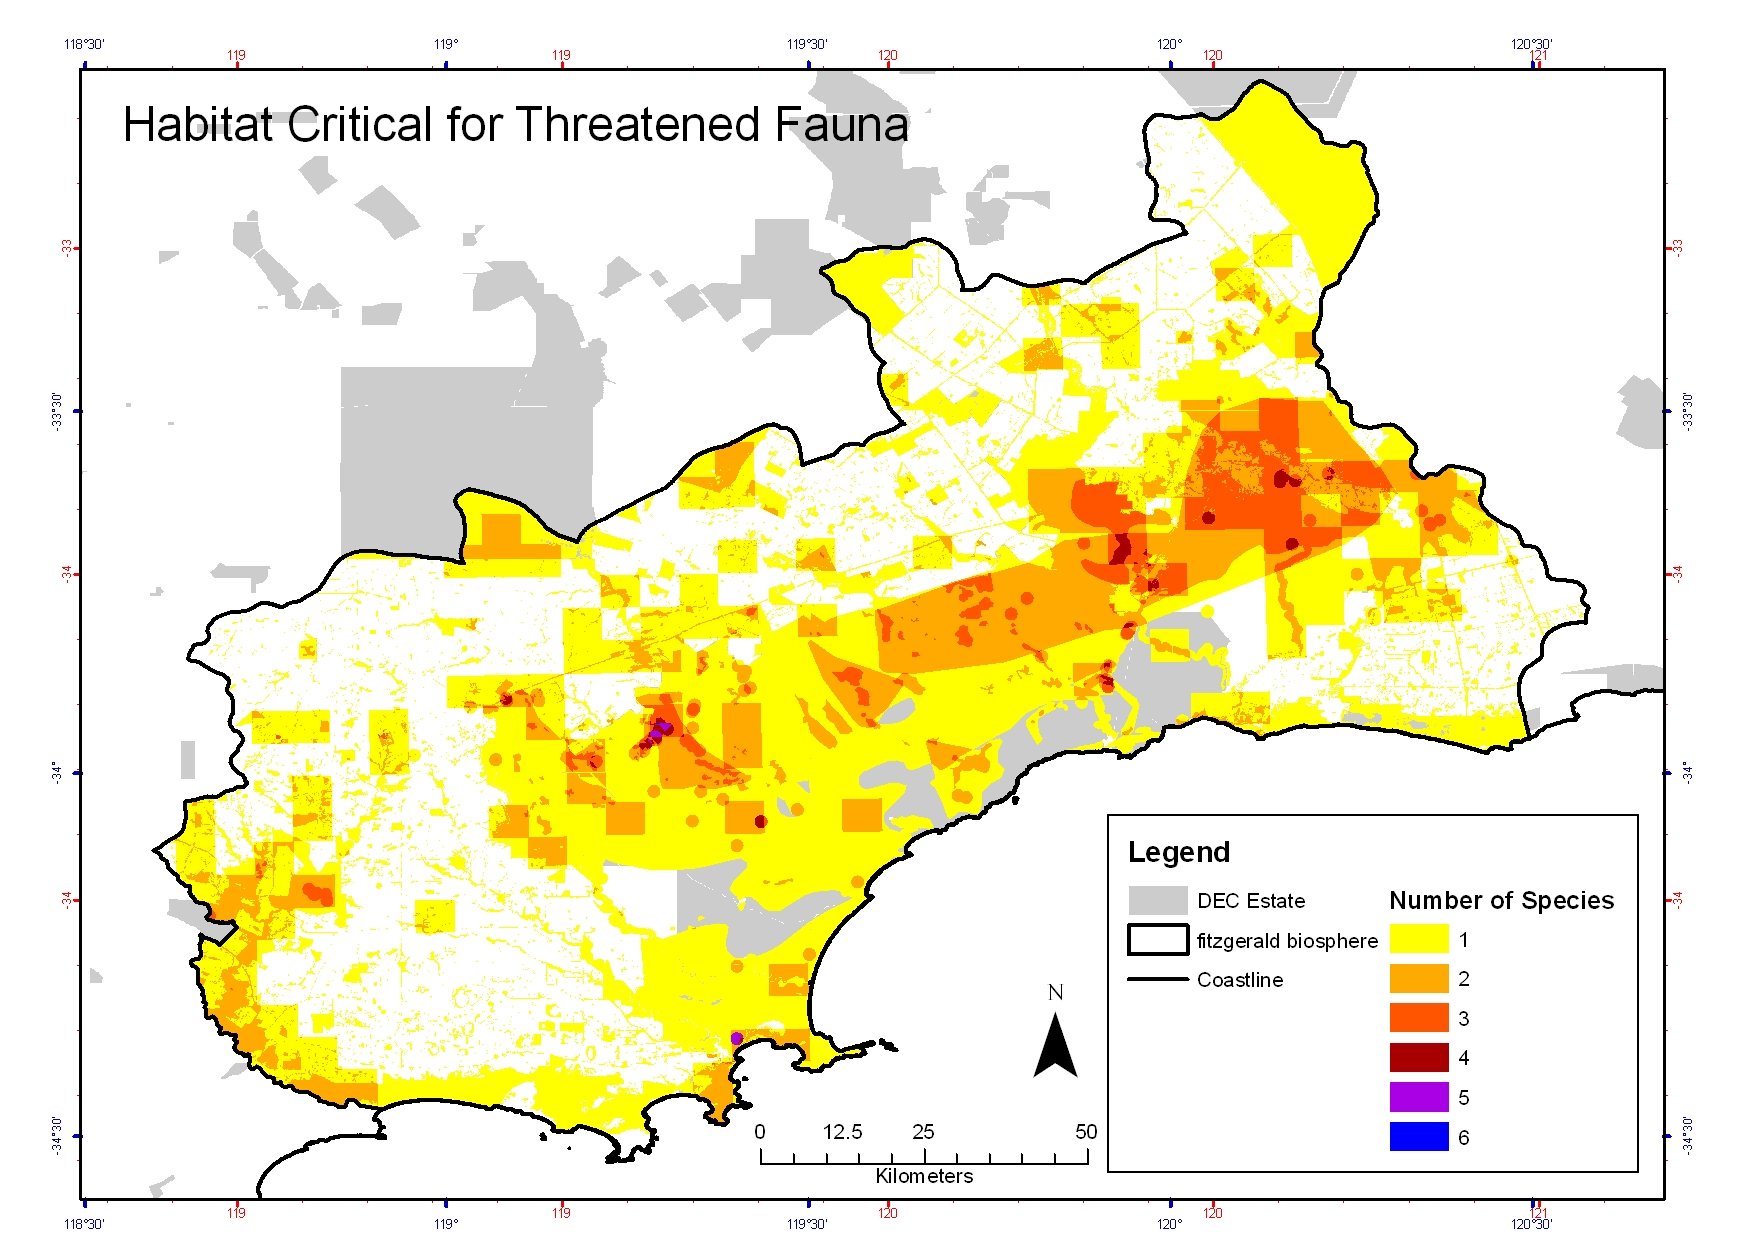 118°30' 119° 119°30' 120° 120°30'
119 119 120 120 121
Habitat Critical for Threatened Fauna
-33 -33
-33°30' -33°30'
-34 -34
-34° -34°
-34 -34
-34°30' -34°30'
Legend
DEC Estate
fitzgerald biosphere
Coastline
Number of Species
1
2
3
4
5
6
N
0 12.5 25 50
Kilometers
119 119 120 120 121
118°30' 119° 119°30' 120° 120°30'